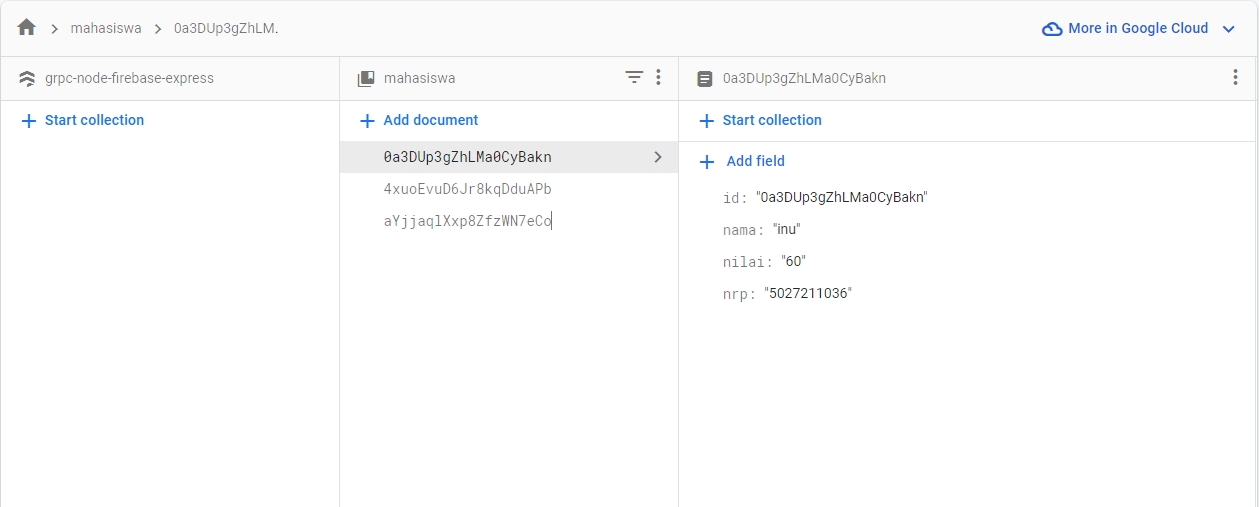 mahasiswa 0a3DUp3gZhLM.
More in Google Cloud
grpc-node-firebase-express
mahasiswa
0a3DUp3gZhLMa0CyBakn
Start collection
Add document
Start collection
0a3DUp3gZhLMa0CyBakn
4xuoEvuD6Jr8kqDduAPb
aYjjaqlXxp8ZfzWN7eCo
Add field
id: "0a3DUp3gZhLMa0CyBakn"
nama: "inu"
nilai: "60"
nrp: "5027211036"